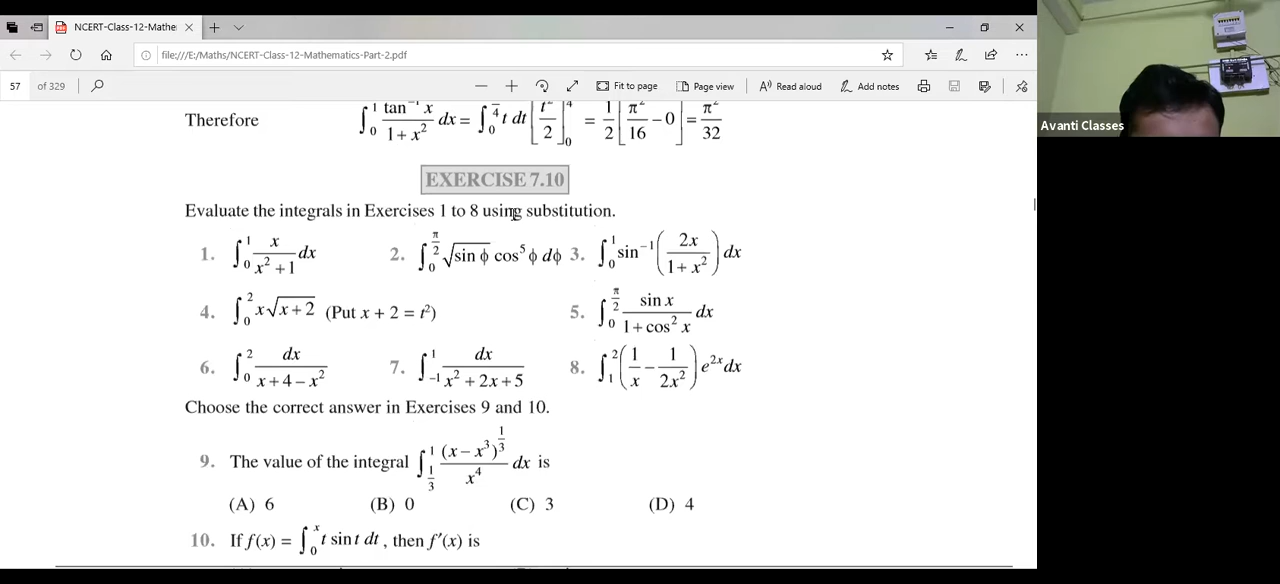 NCERT-Class-12-Mathe
file:///E:/Maths/NCERT-Class-12-Mathematics-Part-2.pdf
57 of 329 Fit to page Page view Read aloud Add notes
Avanti Classes
Therefore ∫₀¹ tan⁻¹ x / (1 + x²) dx = ∫₀^(π/4) t dt [t²/2]₀^(π/4) = 1/2 [π²/16 − 0] = π²/32
EXERCISE 7.10
Evaluate the integrals in Exercises 1 to 8 using substitution.
1. ∫₀¹ x/(x² + 1) dx 2. ∫₀^(π/2) √(sin ϕ) cos⁵ ϕ dϕ 3. ∫₀¹ sin⁻¹(2x/(1 + x²)) dx
4. ∫₀² x√(x + 2) (Put x + 2 = t²) 5. ∫₀^(π/2) sin x/(1 + cos² x) dx
6. ∫₀² dx/(x + 4 − x²) 7. ∫₋₁¹ dx/(x² + 2x + 5) 8. ∫₁² (1/x − 1/(2x²)) e^(2x) dx
Choose the correct answer in Exercises 9 and 10.
9. The value of the integral ∫_(1/3)^1 (x − x³)^(1/3)/x⁴ dx is
(A) 6 (B) 0 (C) 3 (D) 4
10. If f(x) = ∫₀ˣ t sin t dt, then f′(x) is